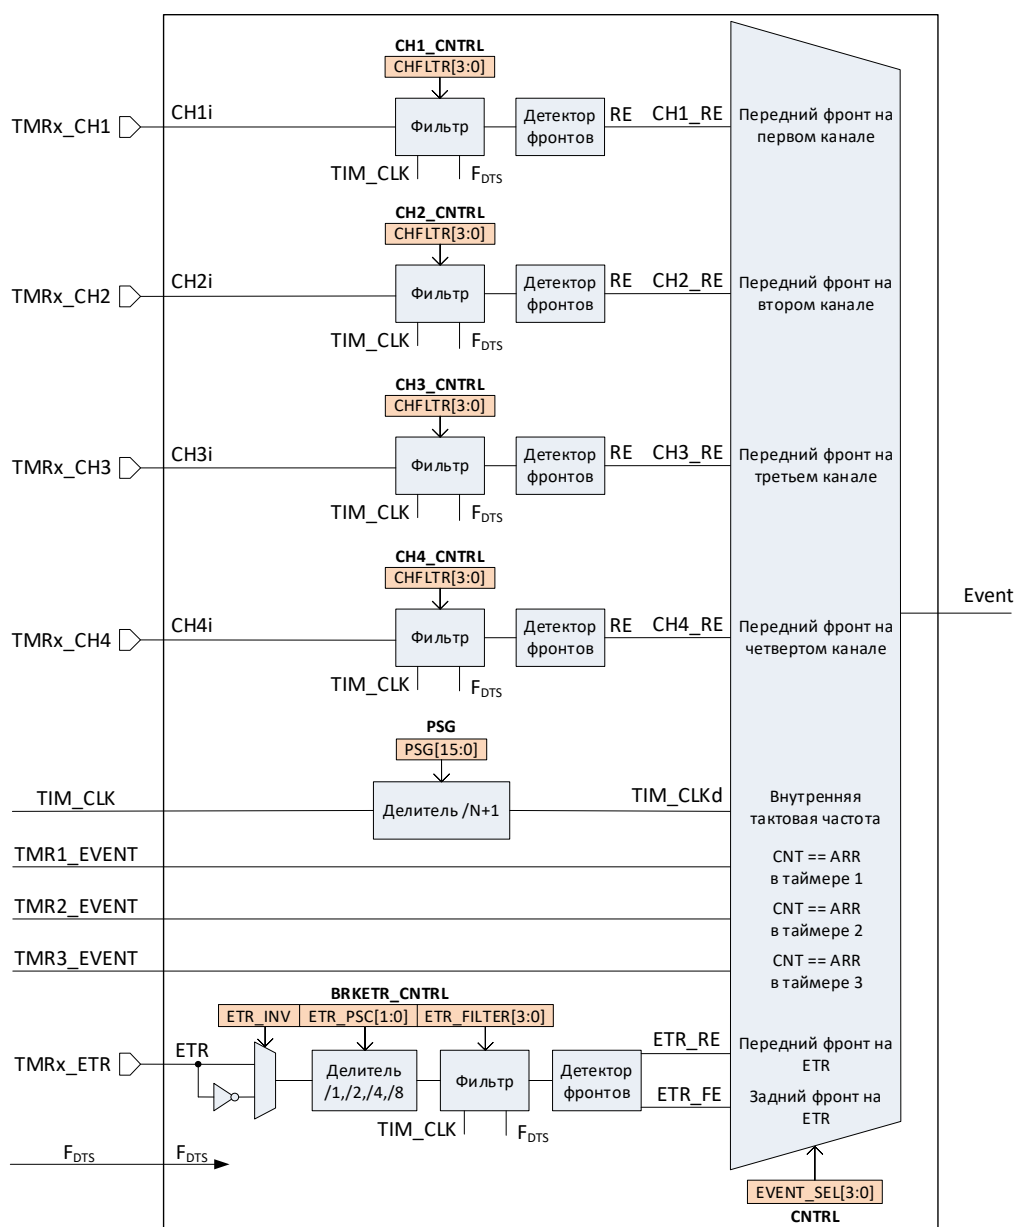 CH1_CNTRL
CHFLTR[3:0]
TMRx_CH1
CH1i
Фильтр
Детектор
фронтов
RE
CH1_RE
Передний фронт на
первом канале
TIM_CLK
FDTS
CH2_CNTRL
CHFLTR[3:0]
TMRx_CH2
CH2i
Фильтр
Детектор
фронтов
RE
CH2_RE
Передний фронт на
втором канале
TIM_CLK
FDTS
CH3_CNTRL
CHFLTR[3:0]
TMRx_CH3
CH3i
Фильтр
Детектор
фронтов
RE
CH3_RE
Передний фронт на
третьем канале
TIM_CLK
FDTS
CH4_CNTRL
CHFLTR[3:0]
Event
TMRx_CH4
CH4i
Фильтр
Детектор
фронтов
RE
CH4_RE
Передний фронт на
четвертом канале
TIM_CLK
FDTS
PSG
PSG[15:0]
TIM_CLK
Делитель /N+1
TIM_CLKd
Внутренняя
тактовая частота
TMR1_EVENT
CNT == ARR
в таймере 1
TMR2_EVENT
CNT == ARR
в таймере 2
TMR3_EVENT
CNT == ARR
в таймере 3
BRKETR_CNTRL
ETR_INV
ETR_PSC[1:0]
ETR_FILTER[3:0]
TMRx_ETR
ETR
Делитель
/1,/2,/4,/8
Фильтр
Детектор
фронтов
ETR_RE
Передний фронт на
ETR
ETR_FE
Задний фронт на
ETR
TIM_CLK
FDTS
FDTS
FDTS
EVENT_SEL[3:0]
CNTRL